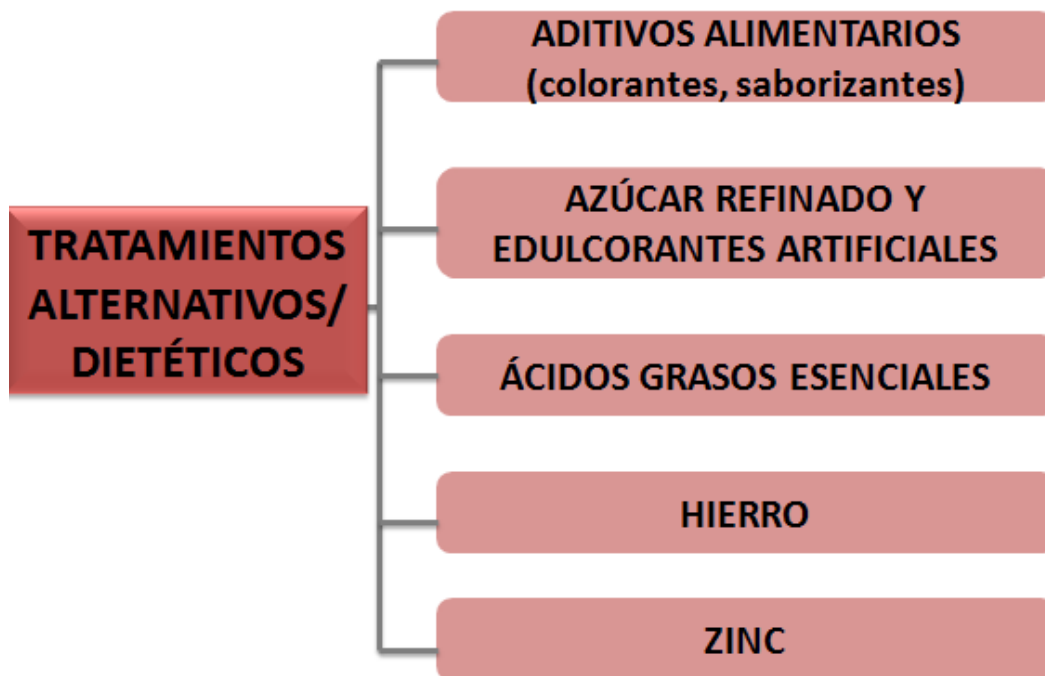 TRATAMIENTOS
ALTERNATIVOS/
DIETÉTICOS
ADITIVOS ALIMENTARIOS
(colorantes, saborizantes)
AZÚCAR REFINADO Y
EDULCORANTES ARTIFICIALES
ÁCIDOS GRASOS ESENCIALES
HIERRO
ZINC